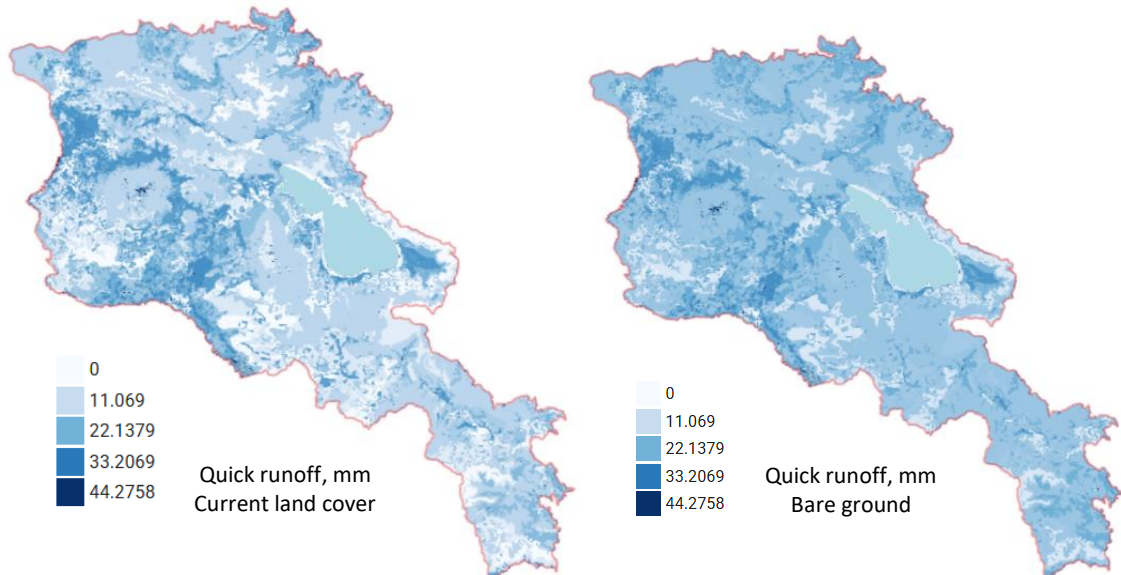 0
11.069
22.1379
33.2069
44.2758
Quick runoff, mm
Current land cover
0
11.069
22.1379
33.2069
44.2758
Quick runoff, mm
Bare ground